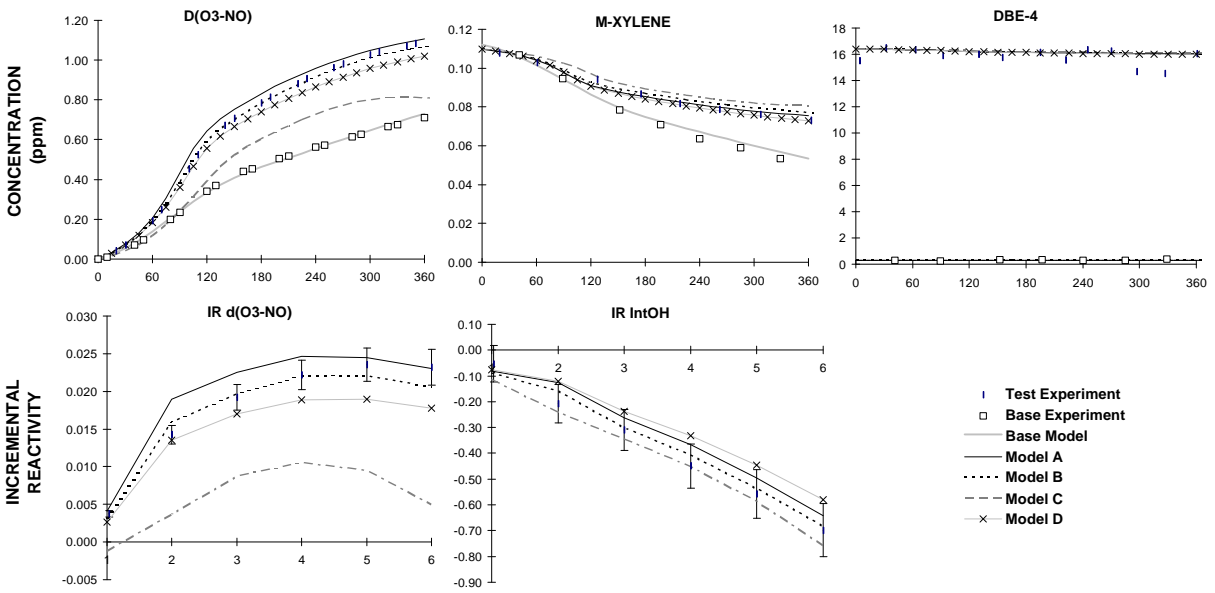 D(O3-NO)
M-XYLENE
DBE-4
CONCENTRATION
(ppm)
1.20
1.00
0.80
0.60
0.40
0.20
0.00
0 60 120 180 240 300 360
0.12
0.10
0.08
0.06
0.04
0.02
0.00
0 60 120 180 240 300 360
18
16
14
12
10
8
6
4
2
0
0 60 120 180 240 300 360
IR d(O3-NO)
IR IntOH
INCREMENTAL
REACTIVITY
0.030
0.025
0.020
0.015
0.010
0.005
0.000
-0.005
1 2 3 4 5 6
0.10
0.00
-0.10
-0.20
-0.30
-0.40
-0.50
-0.60
-0.70
-0.80
-0.90
1 2 3 4 5 6
Test Experiment
Base Experiment
Base Model
Model A
Model B
Model C
Model D